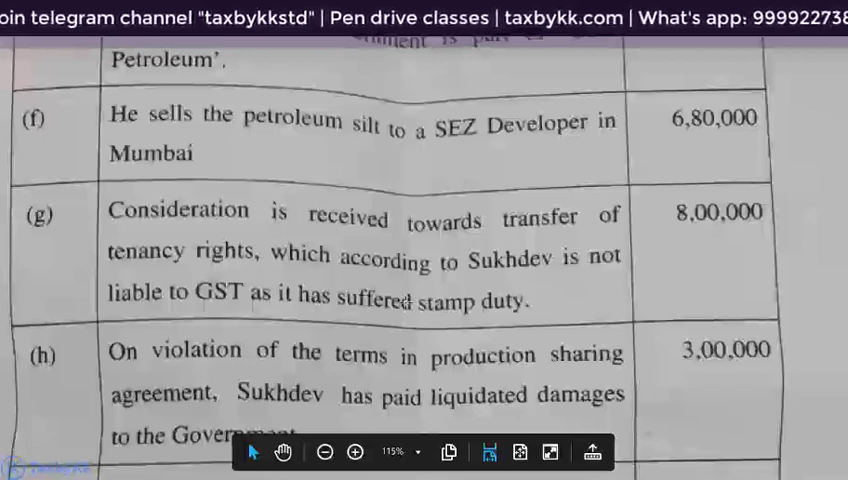 oin telegram channel "taxbykkstd" | Pen drive classes | taxbykk.com | What's app: 999922738
Petroleum'.
(f) He sells the petroleum silt to a SEZ Developer in 6,80,000
Mumbai
(g) Consideration is received towards transfer of 8,00,000
tenancy rights, which according to Sukhdev is not
liable to GST as it has suffered stamp duty.
(h) On violation of the terms in production sharing 3,00,000
agreement, Sukhdev has paid liquidated damages
to the Government
115%
TaxbyKK